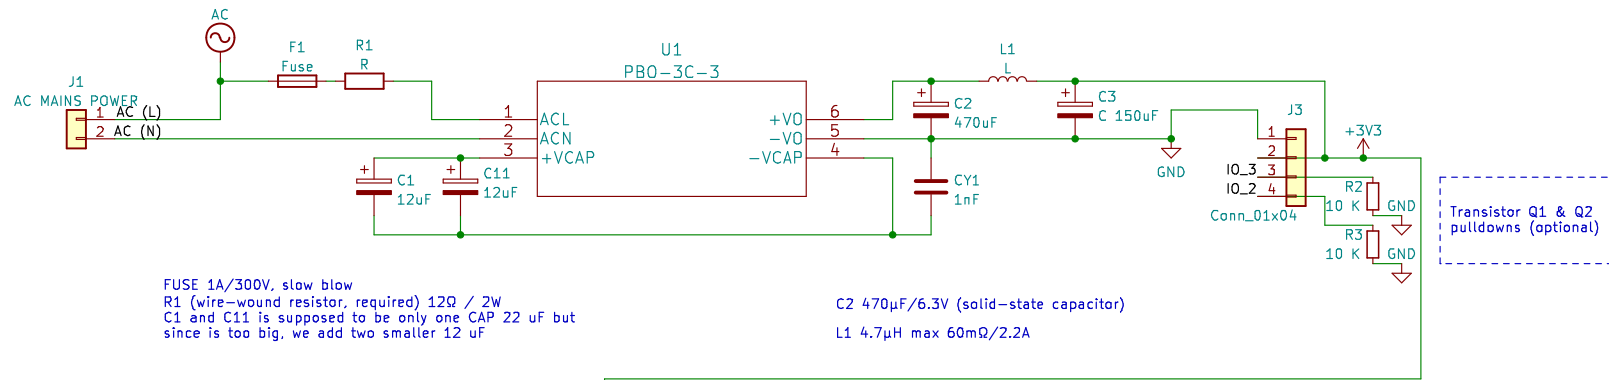 AC
J1
AC MAINS POWER
1 AC (L)
2 AC (N)
F1
Fuse
R1
R
U1
PBO-3C-3
1 ACL
2 ACN
3 +VCAP
+VO 6
-VO 5
-VCAP 4
C1
12uF
C11
12uF
C2
470uF
L1
L
C3
C 150uF
CY1
1nF
GND
J3
1
2
IO_3 3
IO_2 4
Conn_01x04
+3V3
R2
10 K
GND
R3
10 K
GND
Transistor Q1 & Q2
pulldowns (optional)
FUSE 1A/300V, slow blow
R1 (wire-wound resistor, required) 12Ω / 2W
C1 and C11 is supposed to be only one CAP 22 uF but
since is too big, we add two smaller 12 uF
C2 470µF/6.3V (solid-state capacitor)
L1 4.7µH max 60mΩ/2.2A